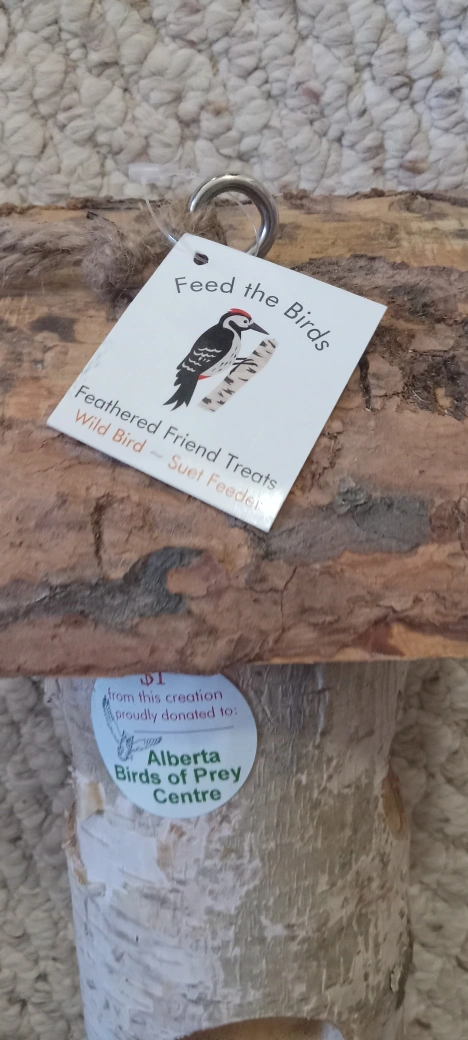 Feed the Birds
Feathered Friend Treats
Wild Bird ~ Suet Feeder
$1
from this creation
proudly donated to:
Alberta
Birds of Prey
Centre